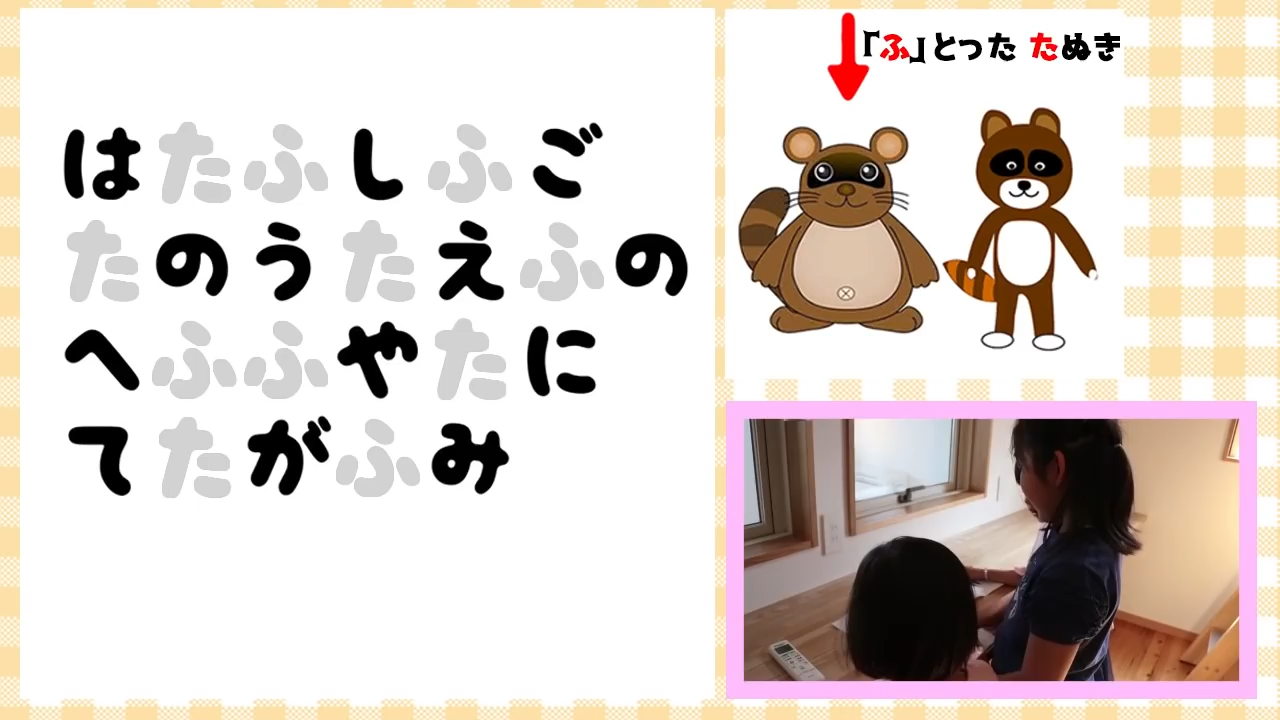 はたふしふご
たのうたえふの
へふふやたに
てたがふみ
「ふ」とった たぬき